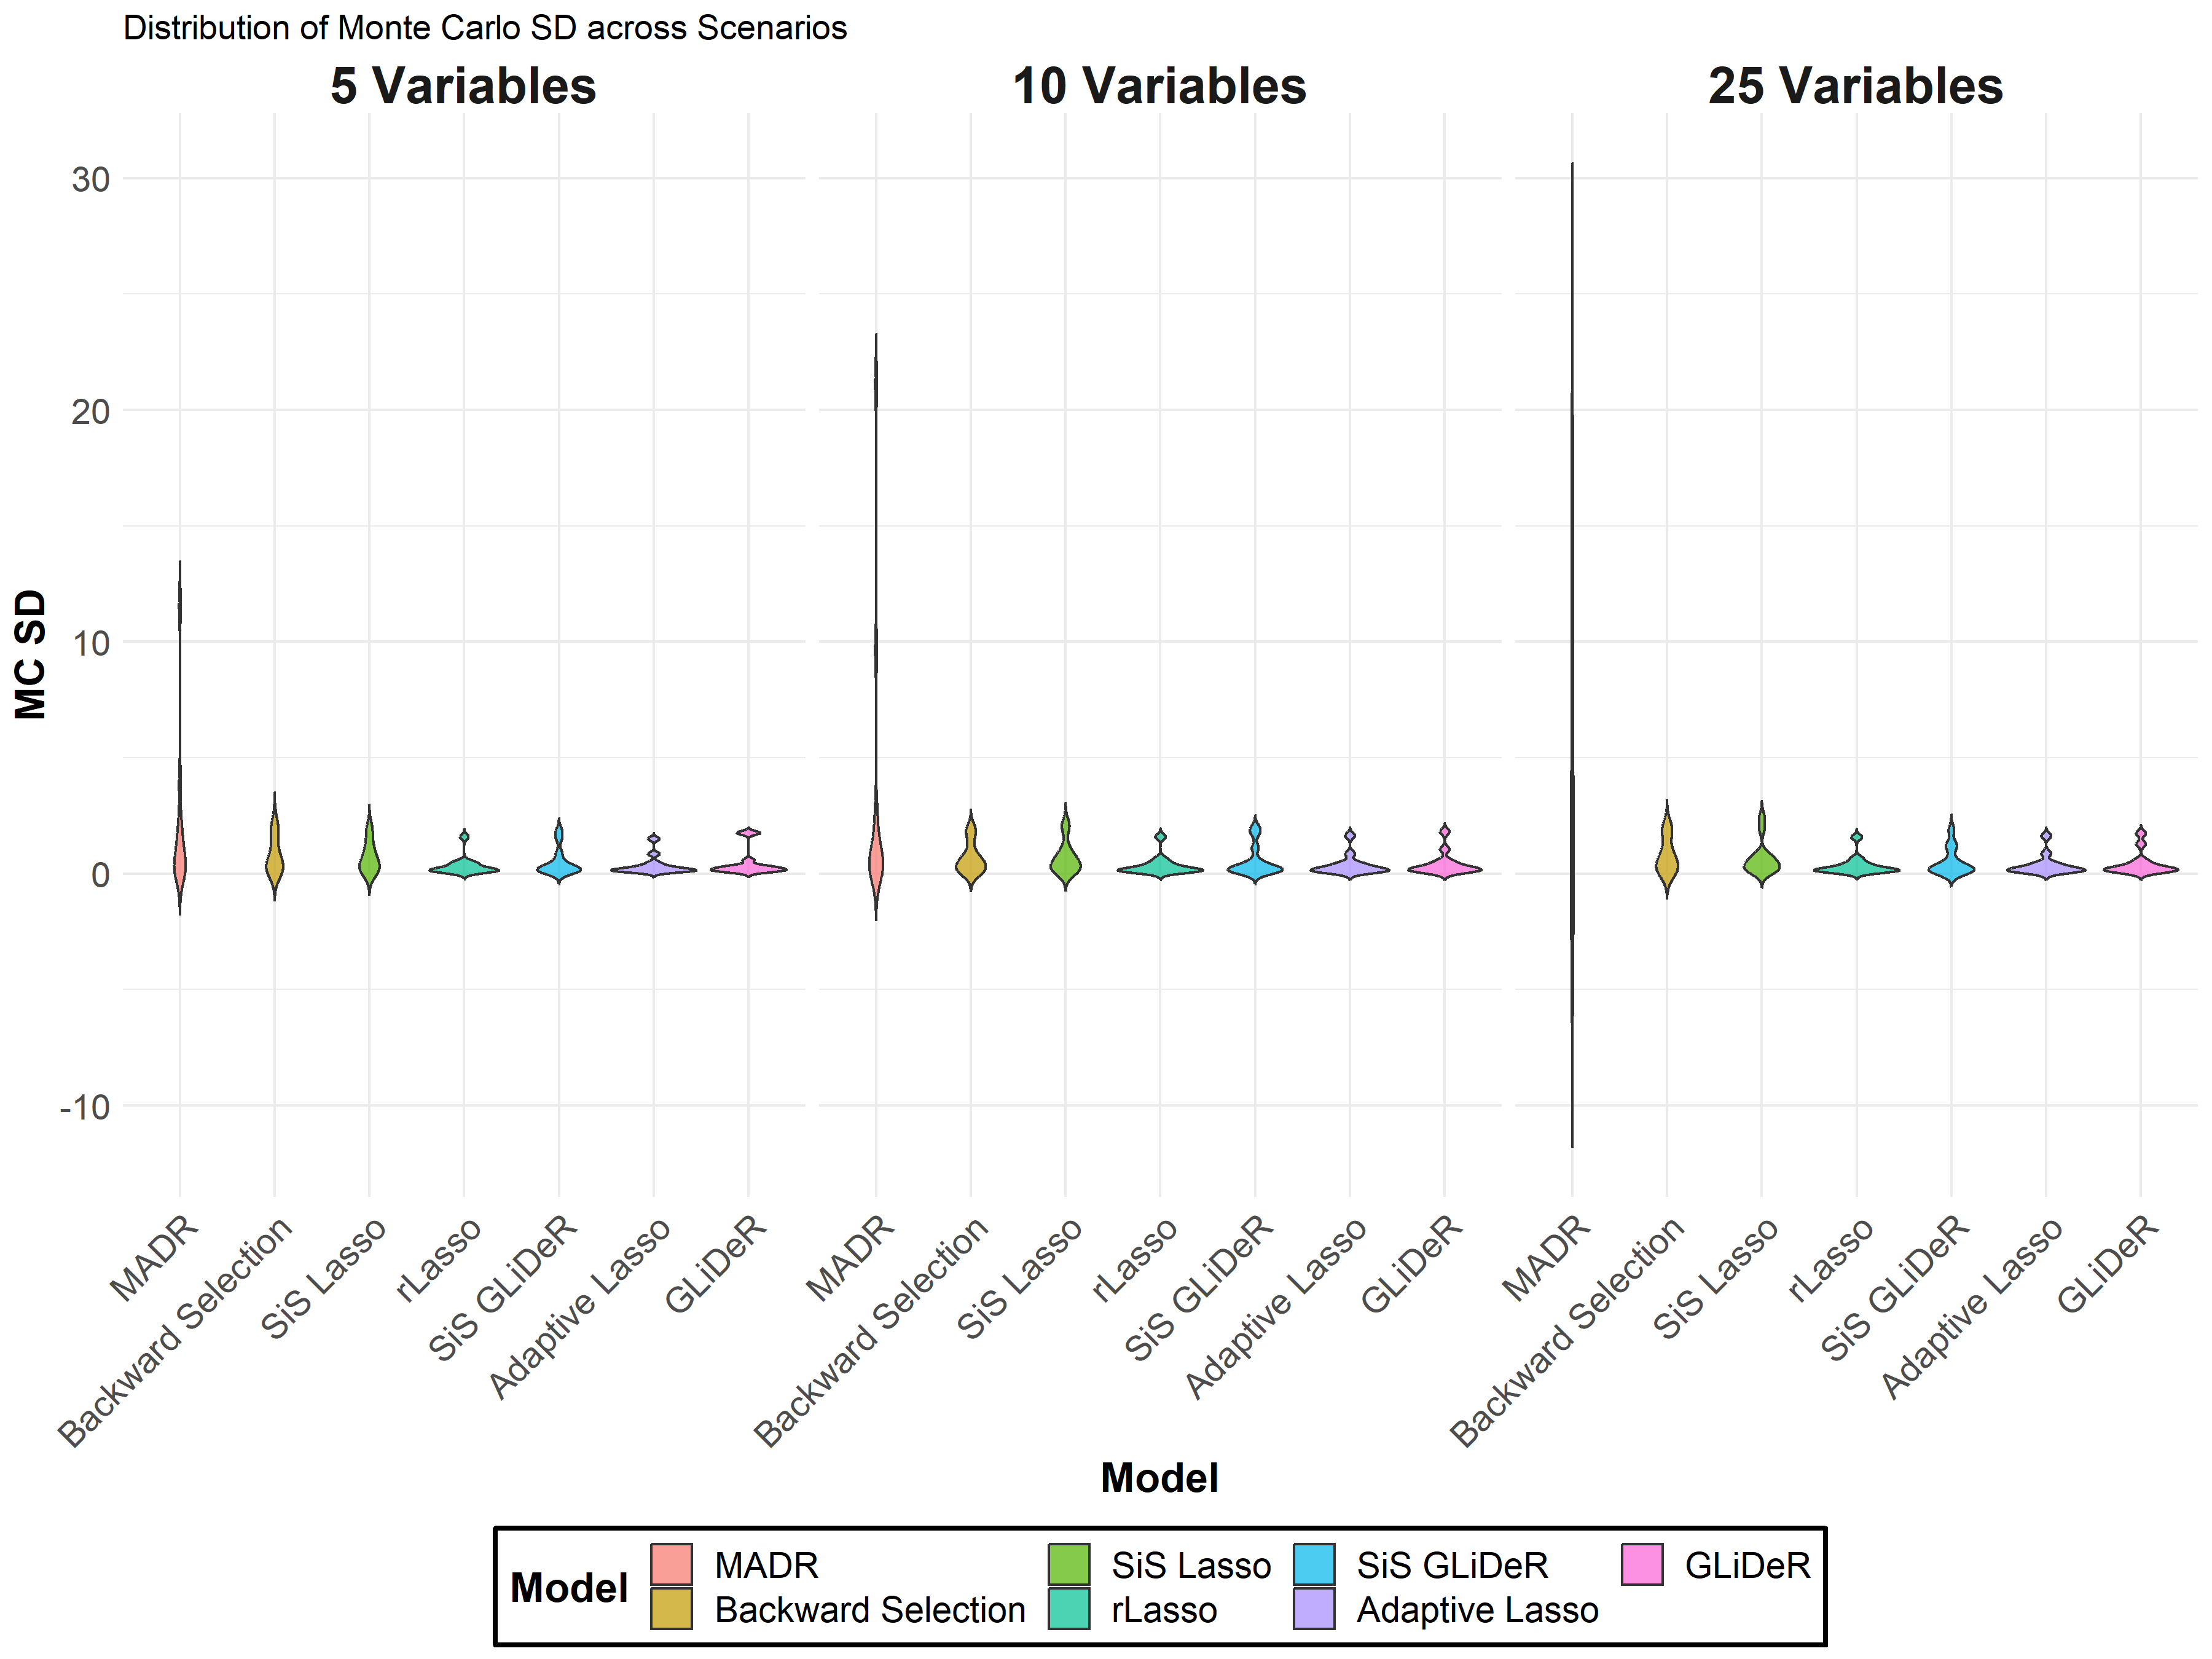 Distribution of Monte Carlo SD across Scenarios
5 Variables
10 Variables
25 Variables
MC SD
30
20
10
0
-10
MADR
Backward Selection
SiS Lasso
rLasso
SiS GLiDeR
Adaptive Lasso
GLiDeR
MADR
Backward Selection
SiS Lasso
rLasso
SiS GLiDeR
Adaptive Lasso
GLiDeR
MADR
Backward Selection
SiS Lasso
rLasso
SiS GLiDeR
Adaptive Lasso
GLiDeR
Model
Model
MADR
Backward Selection
SiS Lasso
rLasso
SiS GLiDeR
Adaptive Lasso
GLiDeR